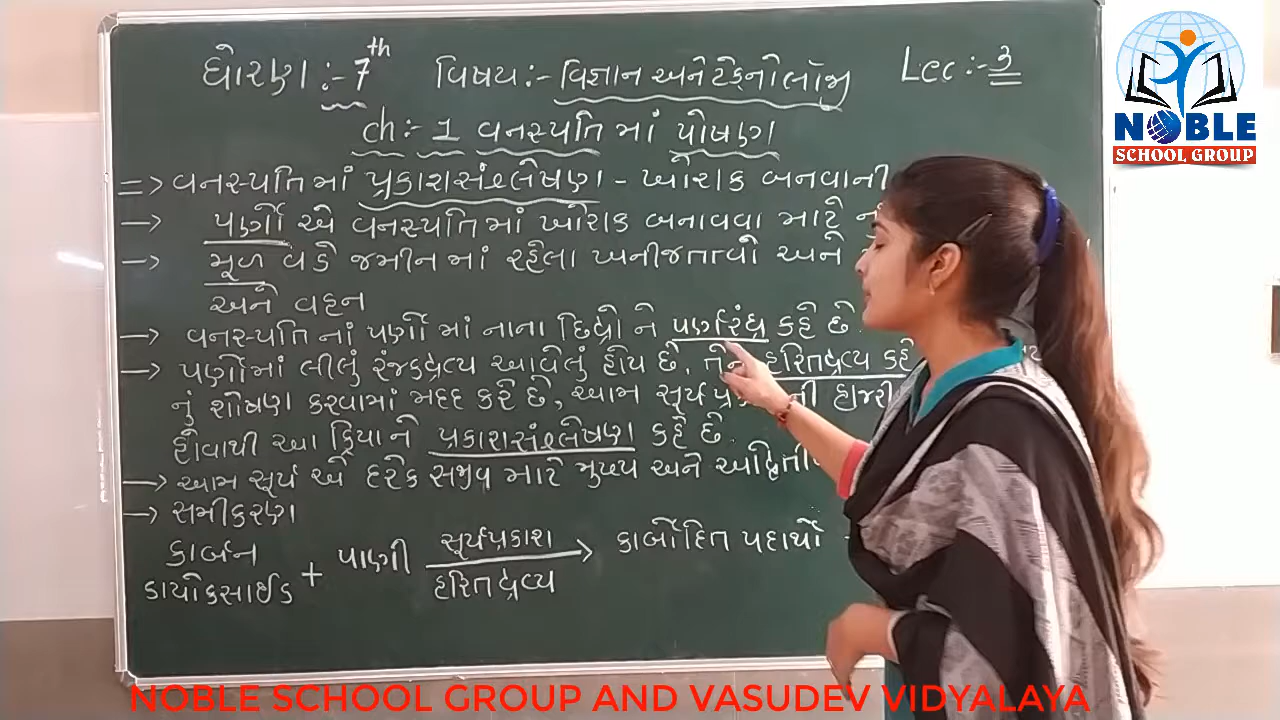 ધોરણ :- 7th વિષય :- વિજ્ઞાન અને ટેકનોલોજી Lec :- 3
ch :- 1 વનસ્પતિ માં પોષણ
=> વનસ્પતિ માં પ્રકાશસંશ્લેષણ - ખોરાક બનવાની
-> પર્ણો એ વનસ્પતિ માં ખોરાક બનાવવા માટે
-> મૂળ વડે જમીન માં રહેલા ખનીજતત્વો અને
અને વહન
-> વનસ્પતિ નાં પર્ણો માં નાના છિદ્રો ને પર્ણરંધ્ર કહે છે.
-> પર્ણોમાં લીલું રંજકદ્રવ્ય આવેલું હોય છે. તેને હરિતદ્રવ્ય કહે
નું શોષણ કરવામાં મદદ કરે છે, આમ સૂર્ય હાજરી
હોવાથી આ ક્રિયા ને પ્રકાશસંશ્લેષણ કહે છે.
-> આમ સૂર્ય એ દરેક સજીવ માટે મુખ્ય અને
-> સમીકરણ
કાર્બન ડાયોકસાઈડ + પાણી સૂર્યપ્રકાશ હરિતદ્રવ્ય -> કાર્બોદિત પદાર્થો
NOBLE
SCHOOL GROUP
NOBLE SCHOOL GROUP AND VASUDEV VIDYALAYA